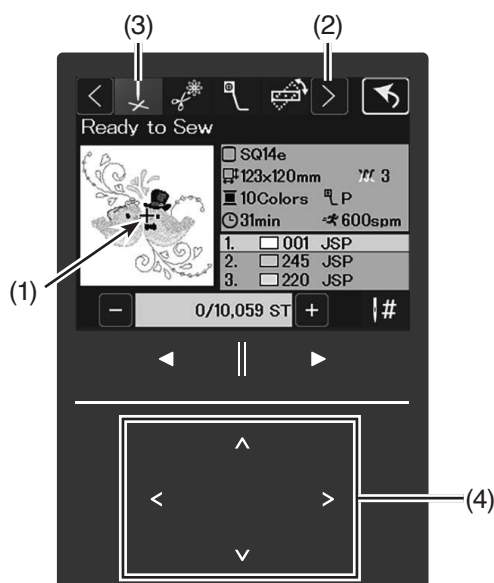 (3) (2)
Ready to Sew
SQ14e
123x120mm 3
10Colors P
31min 600spm
1. 001 JSP
2. 245 JSP
3. 220 JSP
(1)
- 0/10,059 ST + #
(4)